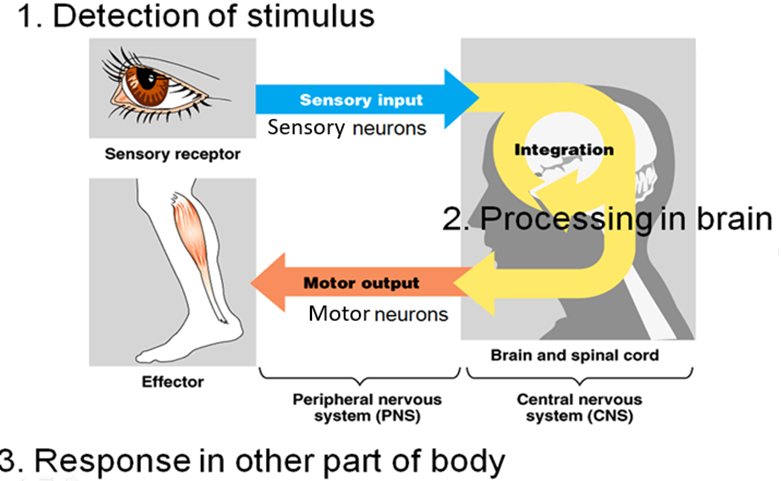 1. Detection of stimulus
Sensory input
Sensory neurons
Sensory receptor
Integration
2. Processing in brain
Motor output
Motor neurons
Brain and spinal cord
Effector
Peripheral nervous
system (PNS)
Central nervous
system (CNS)
3. Response in other part of body